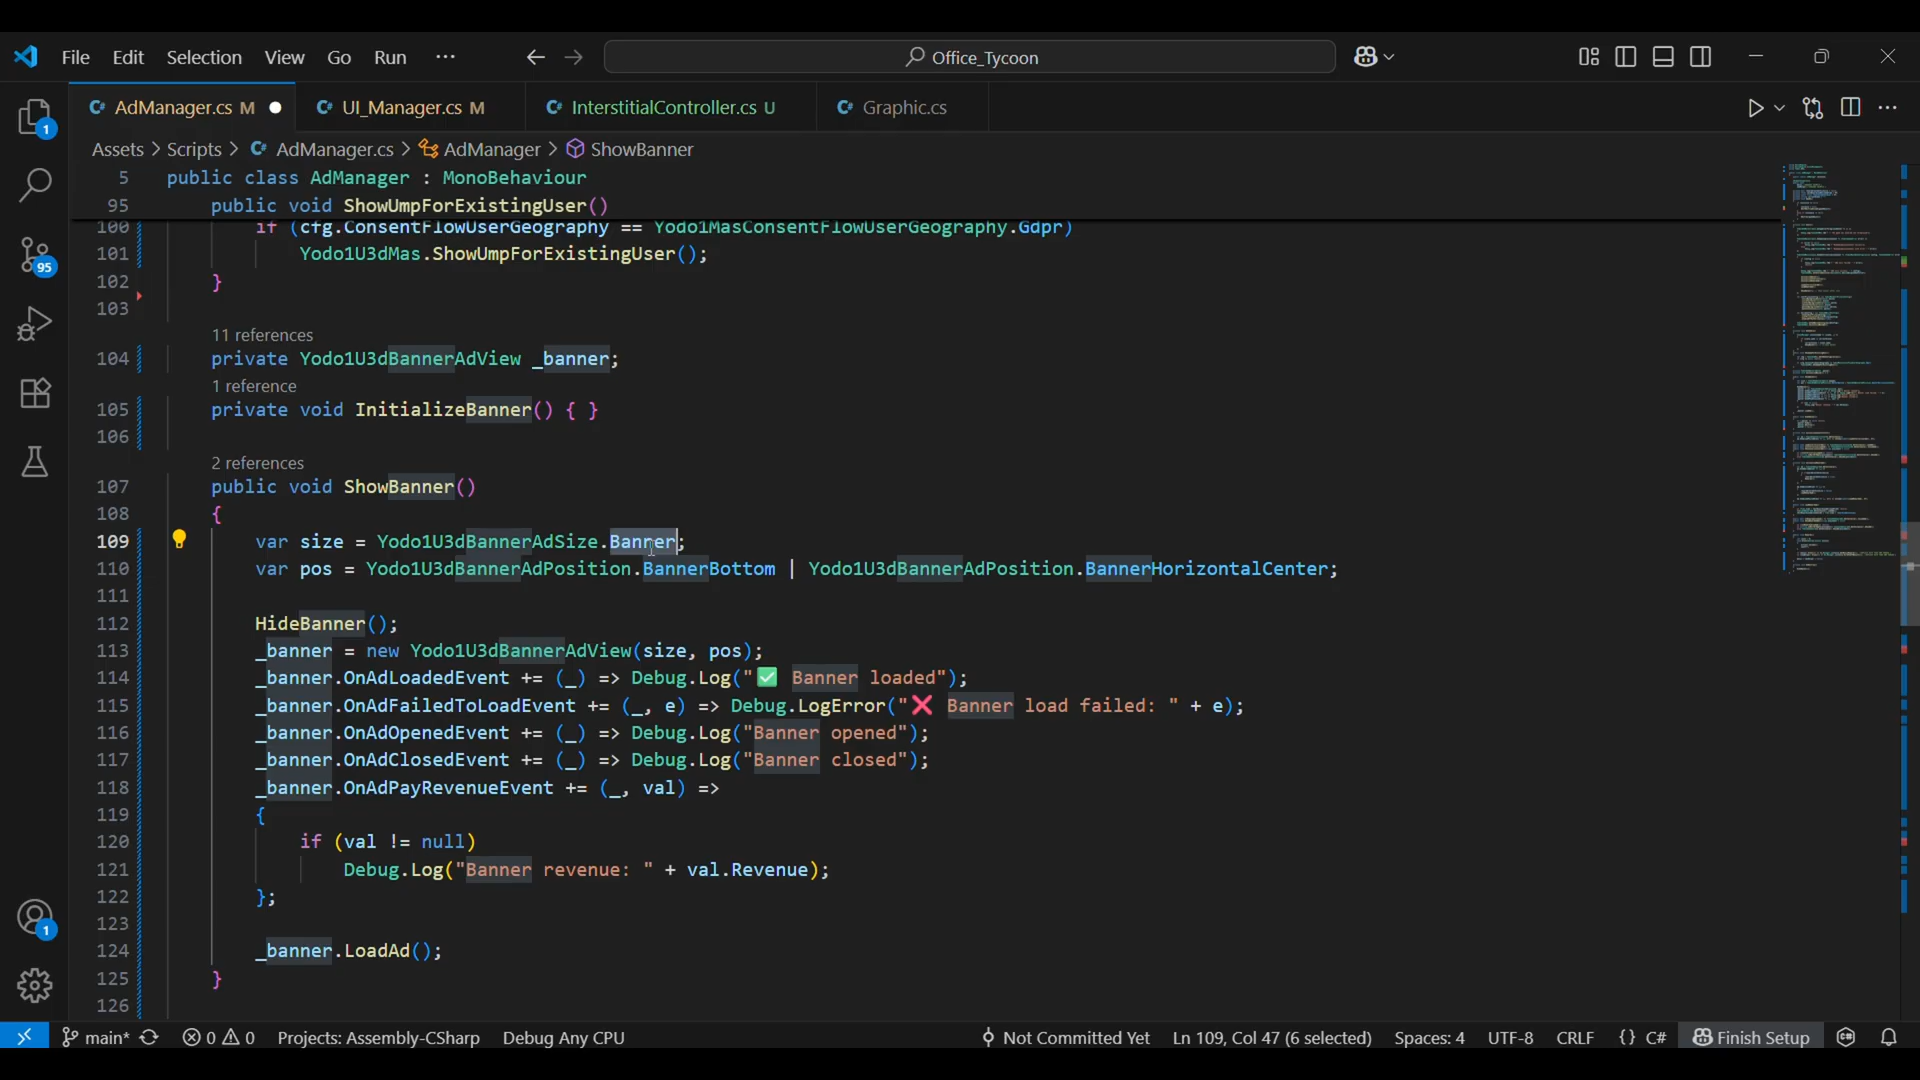 File Edit Selection View Go Run ··· Office_Tycoon
AdManager.cs M UI_Manager.cs M InterstitialController.cs U Graphic.cs
Assets > Scripts > AdManager.cs > AdManager > ShowBanner
5 public class AdManager : MonoBehaviour
95 public void ShowUmpForExistingUser()
100 if (cfg.ConsentFlowUserGeography == Yodo1MasConsentFlowUserGeography.Gdpr)
101 Yodo1U3dMas.ShowUmpForExistingUser();
102 }
103
11 references
104 private Yodo1U3dBannerAdView _banner;
1 reference
105 private void InitializeBanner() { }
106
2 references
107 public void ShowBanner()
108 {
109 var size = Yodo1U3dBannerAdSize.Banner;
110 var pos = Yodo1U3dBannerAdPosition.BannerBottom | Yodo1U3dBannerAdPosition.BannerHorizontalCenter;
111
112 HideBanner();
113 _banner = new Yodo1U3dBannerAdView(size, pos);
114 _banner.OnAdLoadedEvent += (_) => Debug.Log("✅ Banner loaded");
115 _banner.OnAdFailedToLoadEvent += (_, e) => Debug.LogError("❌ Banner load failed: " + e);
116 _banner.OnAdOpenedEvent += (_) => Debug.Log("Banner opened");
117 _banner.OnAdClosedEvent += (_) => Debug.Log("Banner closed");
118 _banner.OnAdPayRevenueEvent += (_, val) =>
119 {
120 if (val != null)
121 Debug.Log("Banner revenue: " + val.Revenue);
122 };
123
124 _banner.LoadAd();
125 }
126
1
95
1
main* 0 0 Projects: Assembly-CSharp Debug Any CPU Not Committed Yet Ln 109, Col 47 (6 selected) Spaces: 4 UTF-8 CRLF {} C# Finish Setup